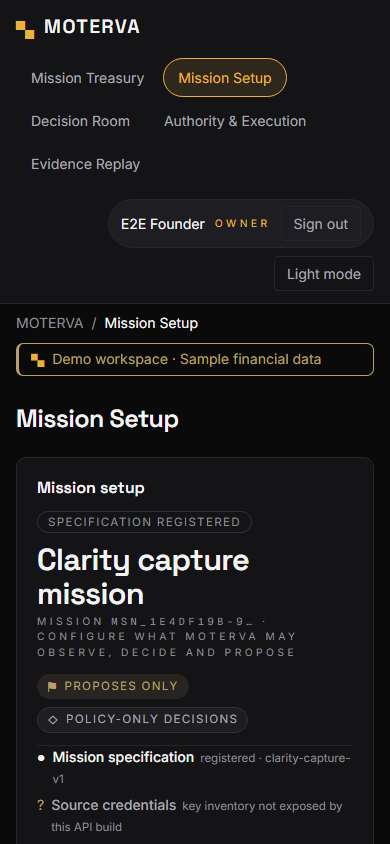 MOTERVA
Mission Treasury Mission Setup
Decision Room Authority & Execution
Evidence Replay
E2E Founder OWNER Sign out
Light mode
MOTERVA / Mission Setup
Demo workspace · Sample financial data
Mission Setup
Mission setup
SPECIFICATION REGISTERED
Clarity capture
mission
MISSION MSN_1E4DF19B-9… ·
CONFIGURE WHAT MOTERVA MAY
OBSERVE, DECIDE AND PROPOSE
PROPOSES ONLY
POLICY-ONLY DECISIONS
Mission specification registered · clarity-capture-
v1
? Source credentials key inventory not exposed by
this API build